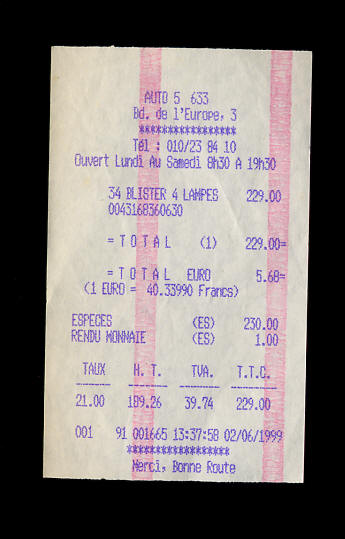 AUTO 5 633
Bd. de l'Europe, 3
*****************
Tél : 010/23 84 10
Ouvert Lundi Au Samedi 8h30 A 19h30
34 BLISTER 4 LAMPES 229.00
0043168360630
=TOTAL (1) 229.00=
=TOTAL EURO 5.68=
(1 EURO = 40.33990 Francs)
ESPECES (ES) 230.00
RENDU MONNAIE (ES) 1.00
TAUX H.T. TVA. T.T.C.
------ ------ ------ ------
21.00 189.26 39.74 229.00
001 91 001665 13:37:58 02/06/1999
******************
Merci, Bonne Route